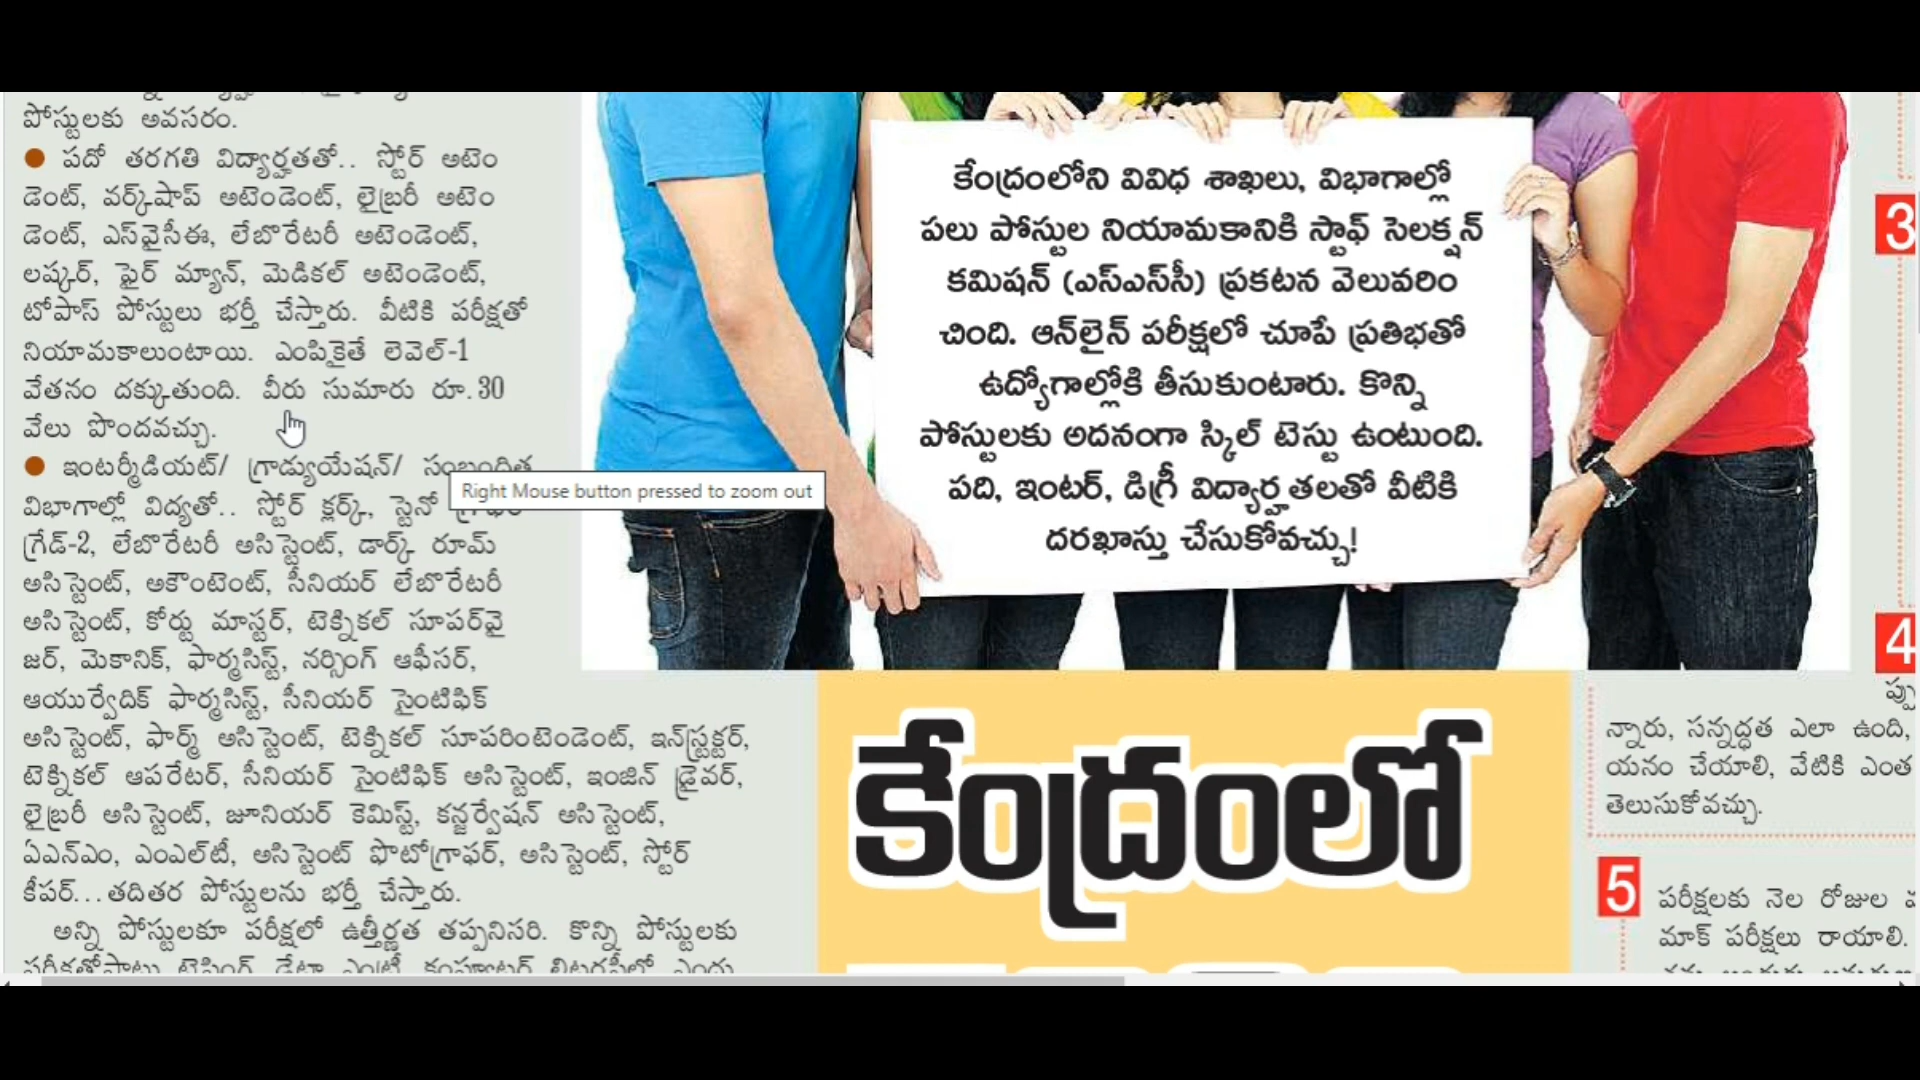 పోస్టులకు అవసరం.
● పదో తరగతి విద్యార్హతతో.. స్టోర్ అటెం
డెంట్, వర్క్‌షాప్ అటెండెంట్, లైబ్రరీ అటెం
డెంట్, ఎస్‌వైసీఈ, లేబొరేటరీ అటెండెంట్,
లష్కర్, ఫైర్ మ్యాన్, మెడికల్ అటెండెంట్,
టోపాస్ పోస్టులు భర్తీ చేస్తారు. వీటికి పరీక్షతో
నియామకాలుంటాయి. ఎంపికైతే లెవెల్-1
వేతనం దక్కుతుంది. వీరు సుమారు రూ.30
వేలు పొందవచ్చు.
● ఇంటర్మీడియట్/ గ్రాడ్యుయేషన్/ సంబంధిత
విభాగాల్లో విద్యతో.. స్టోర్ క్లర్క్, స్టెనో
గ్రేడ్-2, లేబొరేటరీ అసిస్టెంట్, డార్క్ రూమ్
అసిస్టెంట్, అకౌంటెంట్, సీనియర్ లేబొరేటరీ
అసిస్టెంట్, కోర్టు మాస్టర్, టెక్నికల్ సూపర్‌వై
జర్, మెకానిక్, ఫార్మసిస్ట్, నర్సింగ్ ఆఫీసర్,
ఆయుర్వేదిక్ ఫార్మసిస్ట్, సీనియర్ సైంటిఫిక్
అసిస్టెంట్, ఫార్మ్ అసిస్టెంట్, టెక్నికల్ సూపరింటెండెంట్, ఇన్‌స్ట్రక్టర్,
టెక్నికల్ ఆపరేటర్, సీనియర్ సైంటిఫిక్ అసిస్టెంట్, ఇంజిన్ డ్రైవర్,
లైబ్రరీ అసిస్టెంట్, జూనియర్ కెమిస్ట్, కన్జర్వేషన్ అసిస్టెంట్,
ఏఎన్ఎం, ఎంఎల్‌టీ, అసిస్టెంట్ ఫొటోగ్రాఫర్, అసిస్టెంట్, స్టోర్
కీపర్...తదితర పోస్టులను భర్తీ చేస్తారు.
అన్ని పోస్టులకూ పరీక్షలో ఉత్తీర్ణత తప్పనిసరి. కొన్ని పోస్టులకు
Right Mouse button pressed to zoom out
కేంద్రంలోని వివిధ శాఖలు, విభాగాల్లో
పలు పోస్టుల నియామకానికి స్టాఫ్ సెలక్షన్
కమిషన్ (ఎస్ఎస్‌సీ) ప్రకటన వెలువరిం
చింది. ఆన్‌లైన్ పరీక్షలో చూపే ప్రతిభతో
ఉద్యోగాల్లోకి తీసుకుంటారు. కొన్ని
పోస్టులకు అదనంగా స్కిల్ టెస్టు ఉంటుంది.
పది, ఇంటర్, డిగ్రీ విద్యార్హతలతో వీటికి
దరఖాస్తు చేసుకోవచ్చు!
కేంద్రంలో
3
4
న్నారు, సన్నద్ధత ఎలా ఉంది,
యనం చేయాలి, వేటికి ఎంత
తెలుసుకోవచ్చు.
5
పరీక్షలకు నెల రోజుల
మాక్ పరీక్షలు రాయాలి.